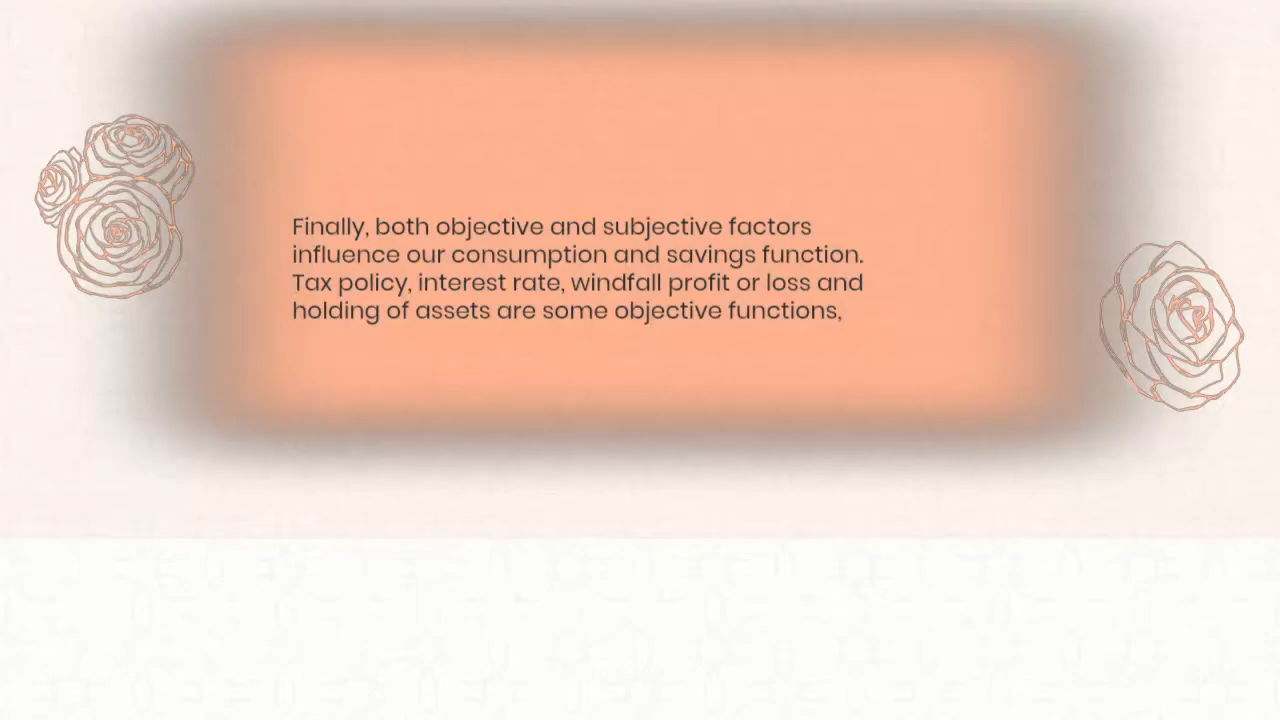 Finally, both objective and subjective factors
influence our consumption and savings function.
Tax policy, interest rate, windfall profit or loss and
holding of assets are some objective functions,